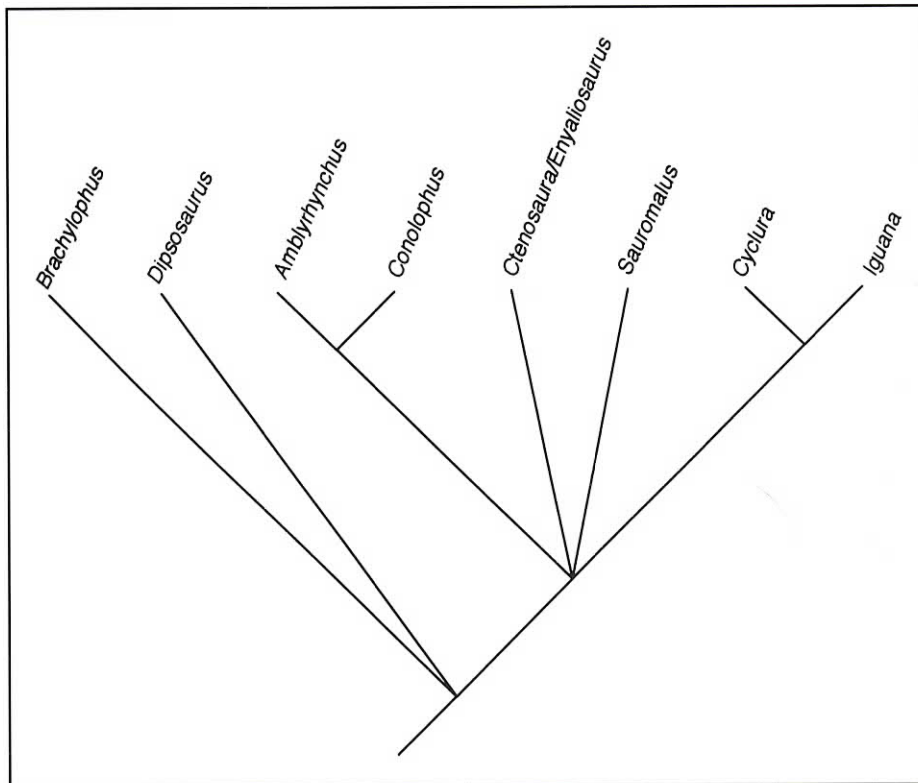 Brachylophus
Dipsosaurus
Amblyrhynchus
Conolophus
Ctenosaura/Enyaliosaurus
Sauromalus
Cyclura
Iguana